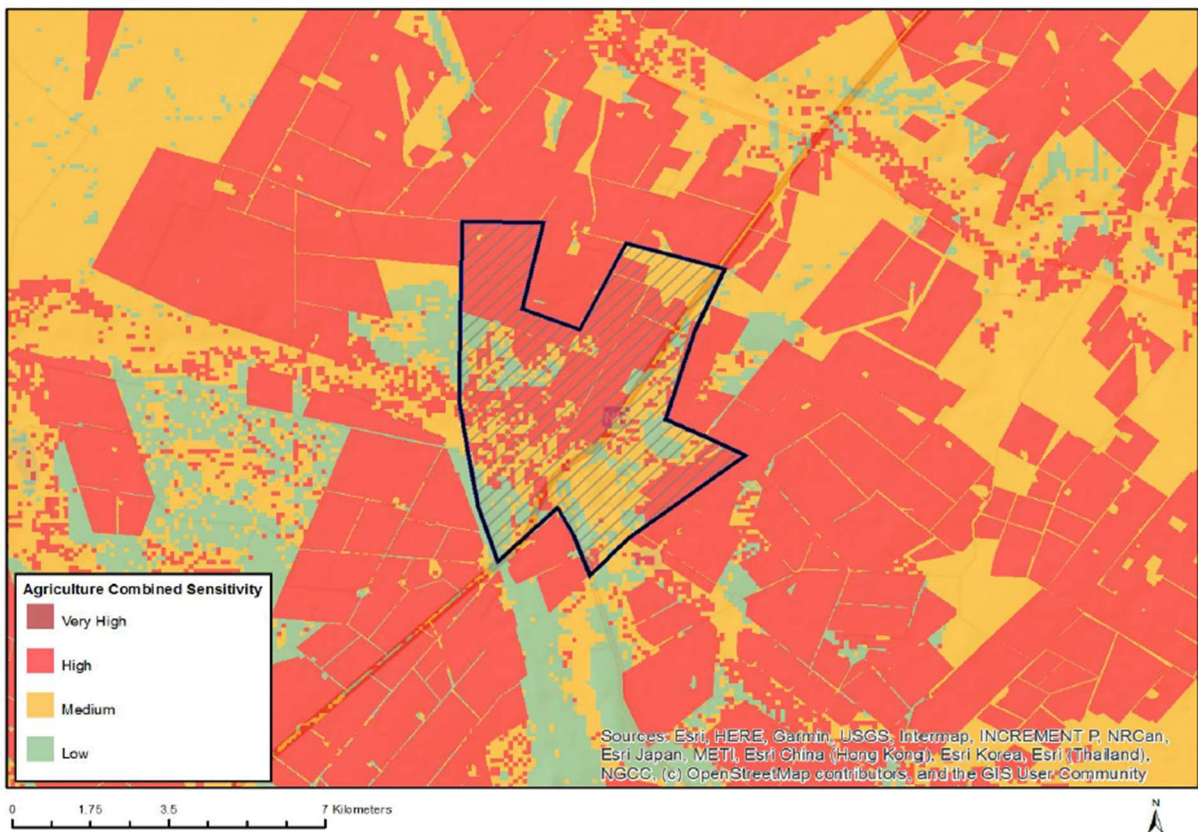 Agriculture Combined Sensitivity
Very High
High
Medium
Low
Sources: Esri, HERE, Garmin, USGS, Intermap, INCREMENT P, NRCan,
Esri Japan, METI, Esri China (Hong Kong), Esri Korea, Esri (Thailand),
NGCC, (c) OpenStreetMap contributors, and the GIS User Community
0 1.75 3.5 7 Kilometers
N